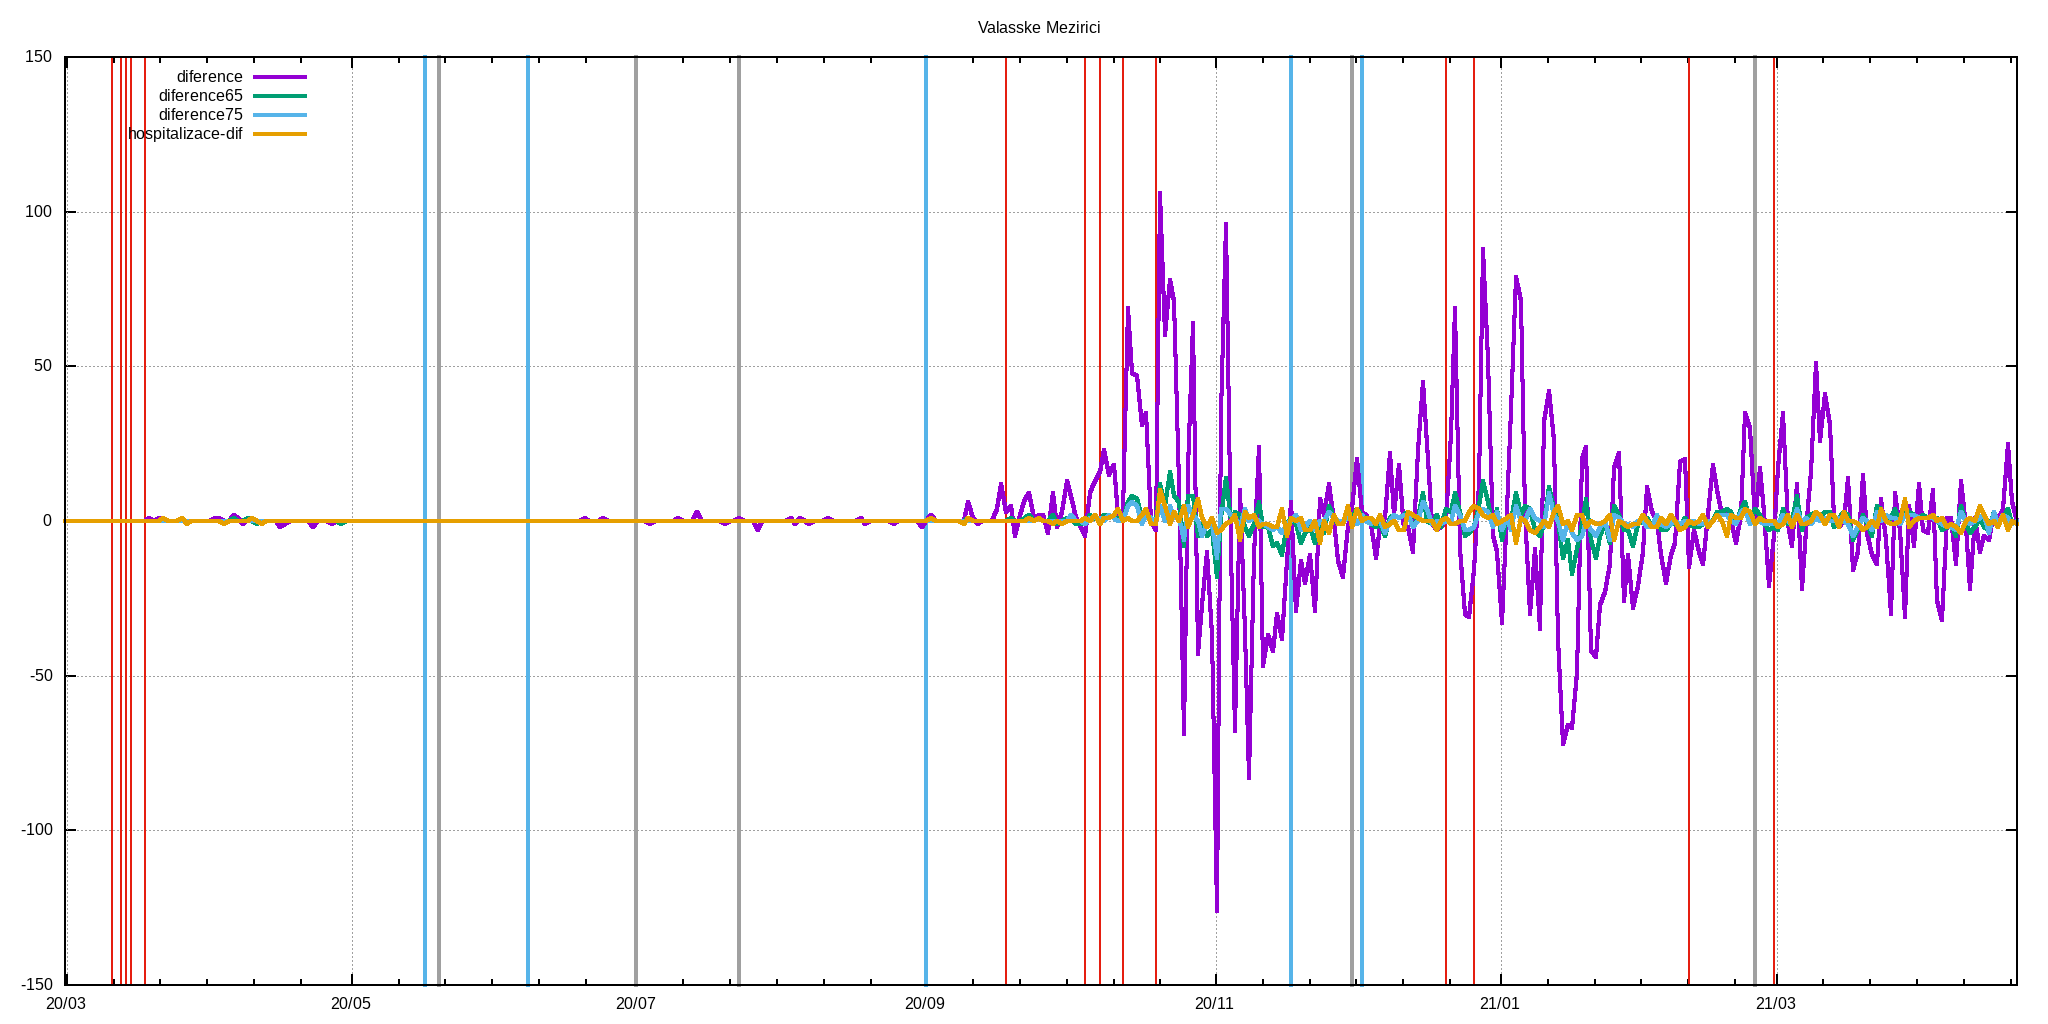 Valasske Mezirici
150
diference
diference65
diference75
hospitalizace-dif
100
50
0
-50
-100
-150
20/03 20/05 20/07 20/09 20/11 21/01 21/03